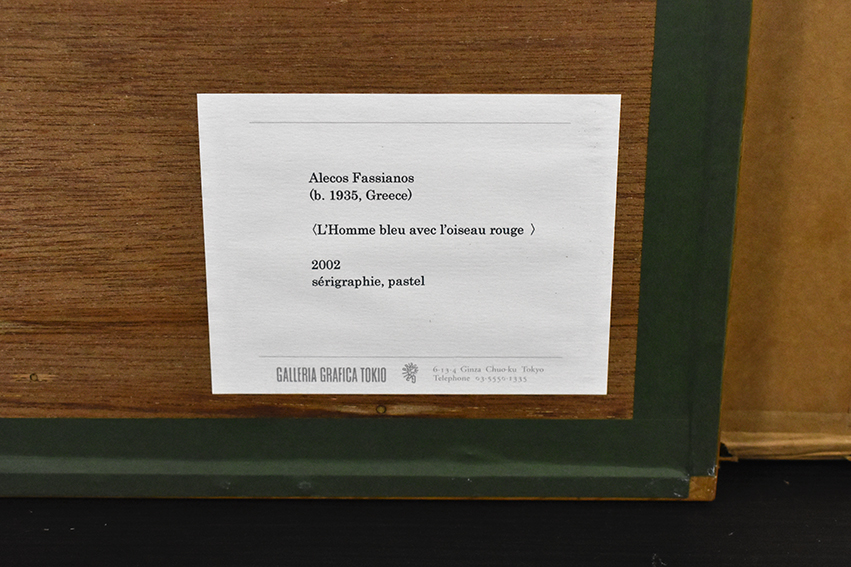 Alecos Fassianos
(b. 1935, Greece)
〈L'Homme bleu avec l'oiseau rouge 〉
2002
sérigraphie, pastel
GALLERIA GRAFICA TOKIO
6-13-4 Ginza Chuo-ku Tokyo
Telephone 03-5550-1335